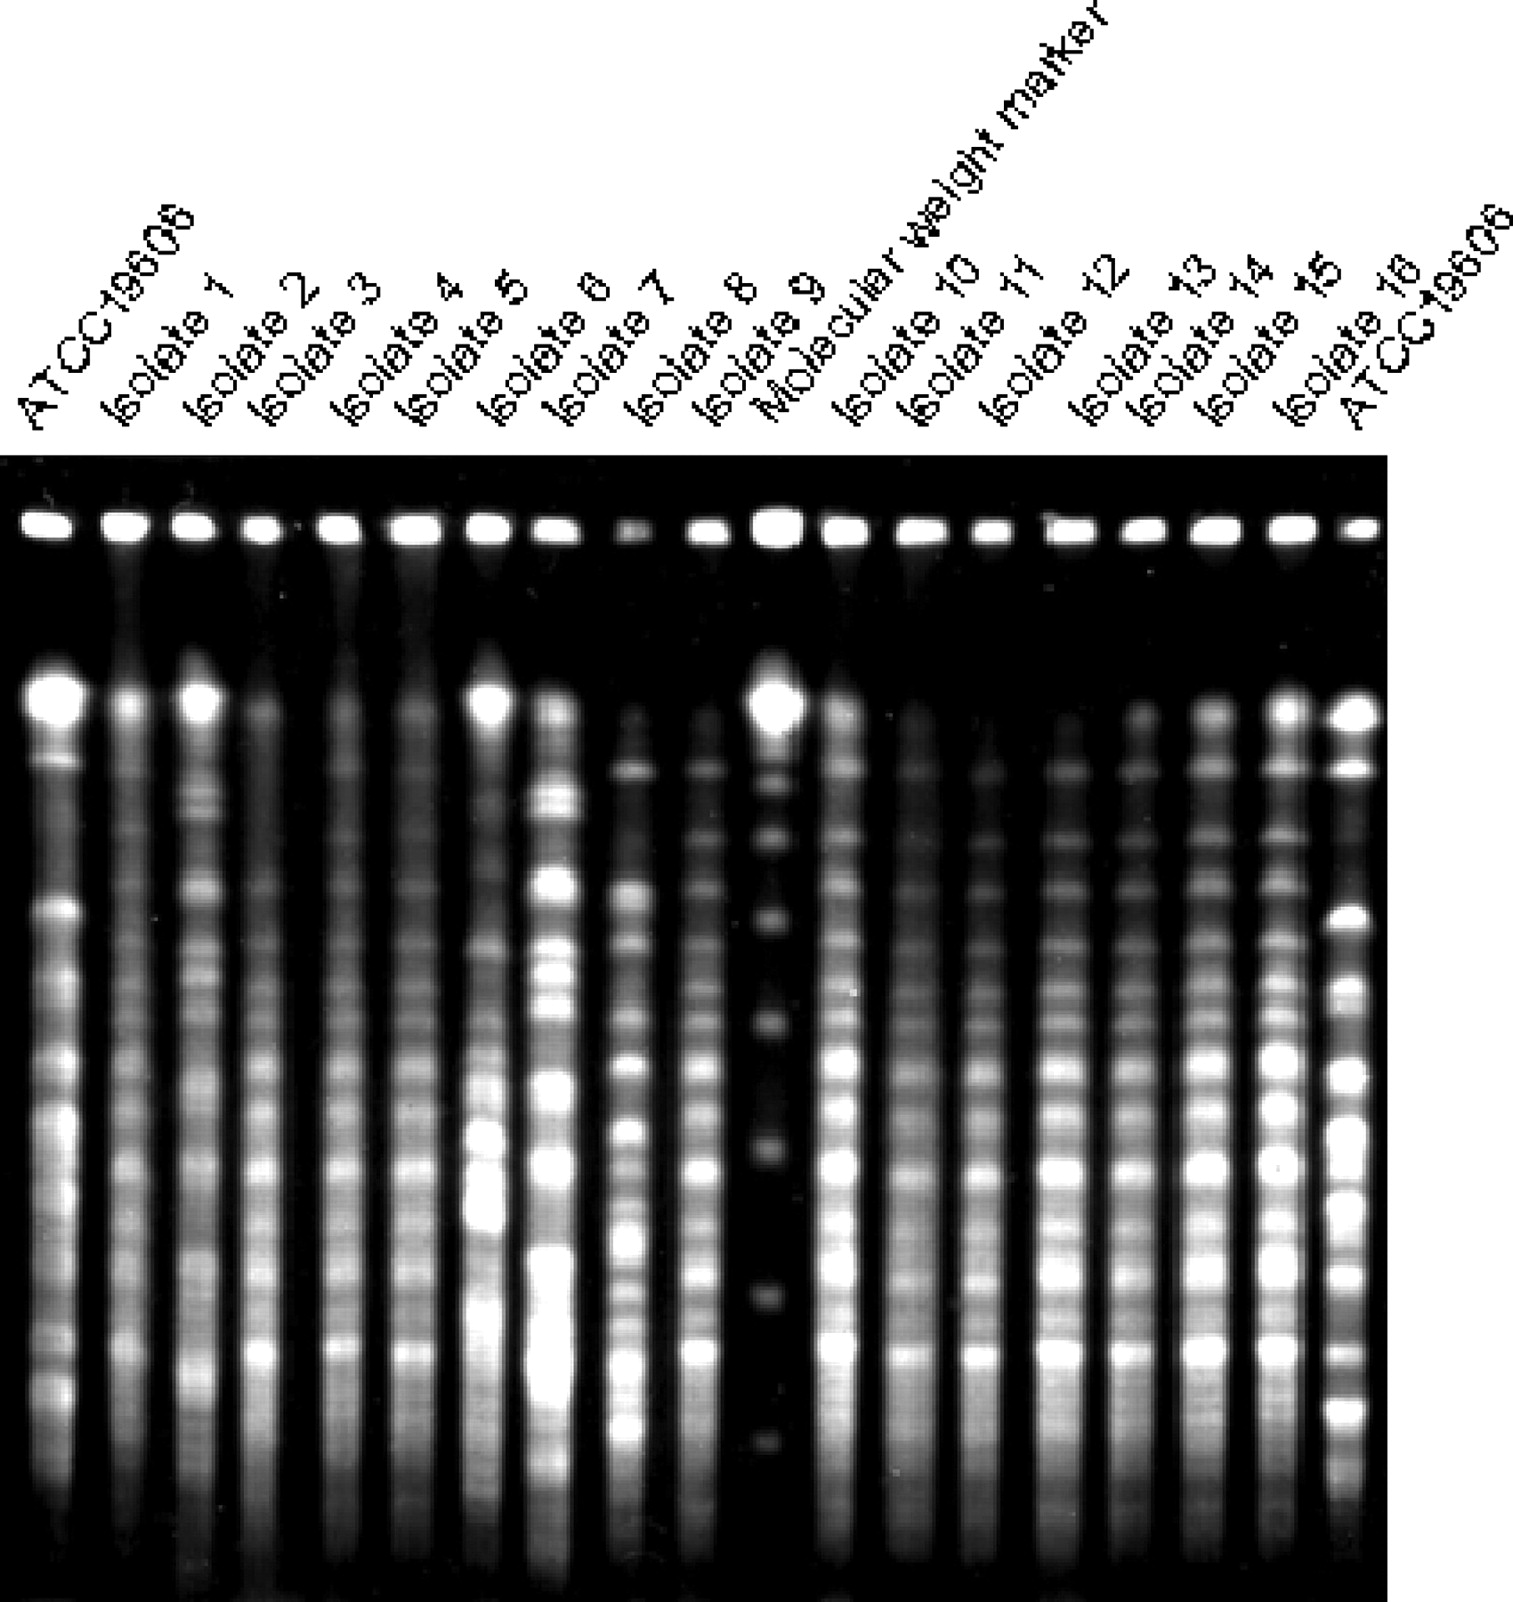 ATCC19606
Isolate 1
Isolate 2
Isolate 3
Isolate 4
Isolate 5
Isolate 6
Isolate 7
Isolate 8
Isolate 9
Molecular weight marker
Isolate 10
Isolate 11
Isolate 12
Isolate 13
Isolate 14
Isolate 15
Isolate 16
ATCC19606